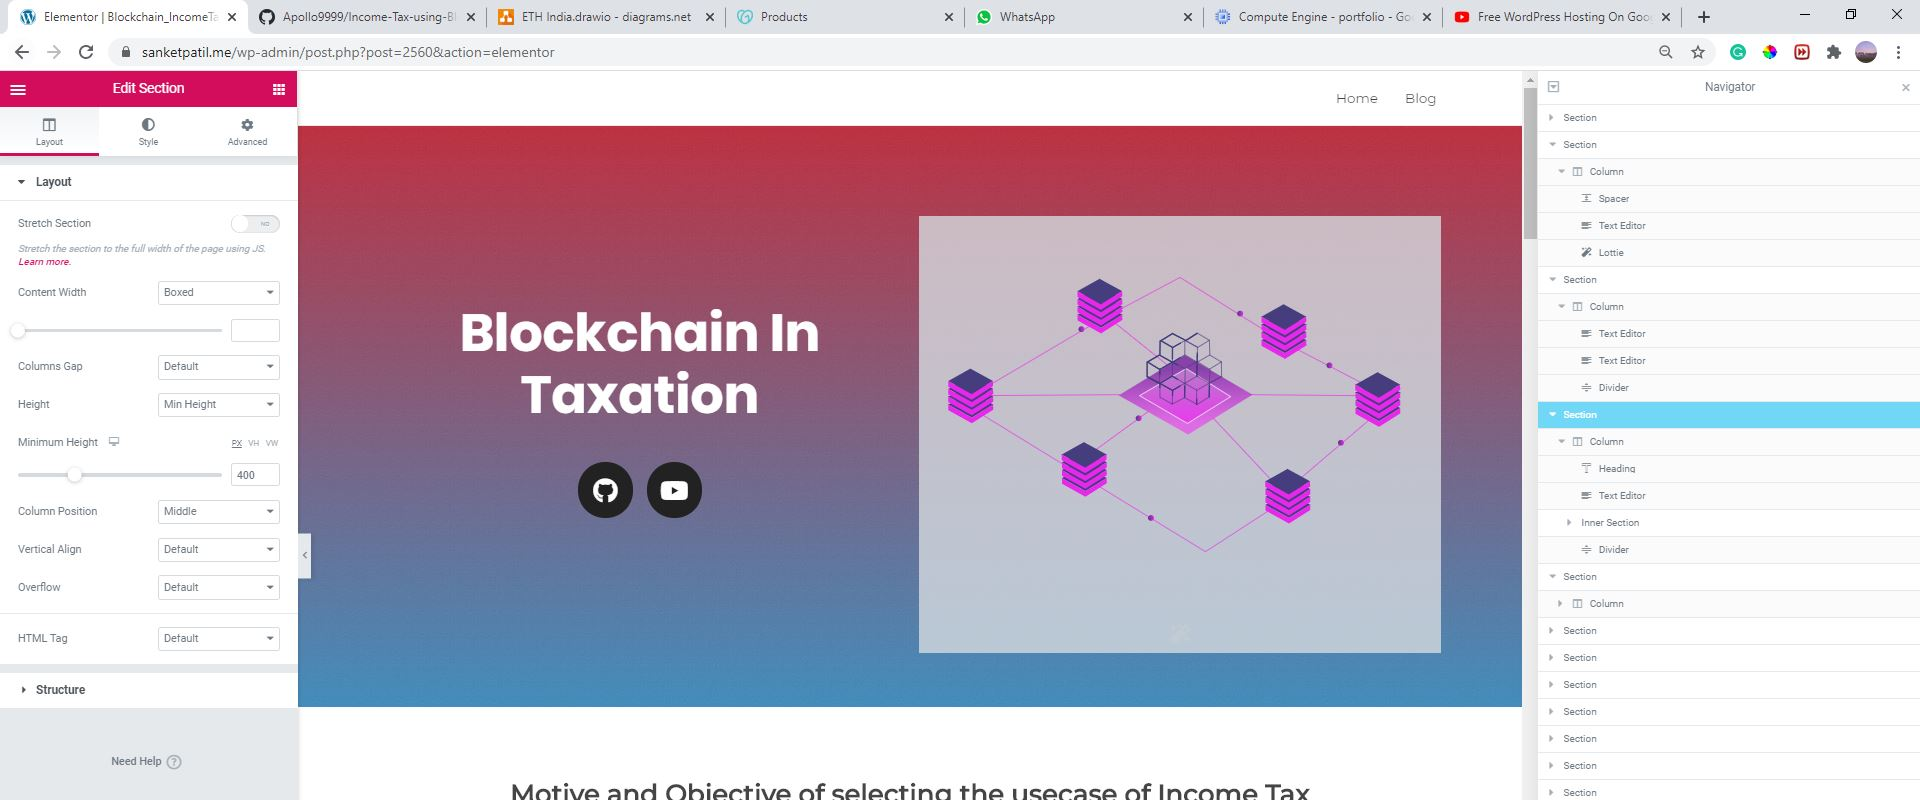 Elementor | Blockchain_IncomeTa
Apollo9999/Income-Tax-using-Bl
ETH India.drawio - diagrams.net
Products
WhatsApp
Compute Engine - portfolio - Goo
Free WordPress Hosting On Goog
sanketpatil.me/wp-admin/post.php?post=2560&action=elementor
Edit Section
Layout
Style
Advanced
Layout
Stretch Section
NO
Stretch the section to the full width of the page using JS.
Learn more.
Content Width
Boxed
Columns Gap
Default
Height
Min Height
Minimum Height
PX VH VW
400
Column Position
Middle
Vertical Align
Default
Overflow
Default
HTML Tag
Default
Structure
Need Help ?
Home
Blog
Blockchain In
Taxation
Motive and Objective of selecting the usecase of Income Tax
Navigator
Section
Section
Column
Spacer
Text Editor
Lottie
Section
Column
Text Editor
Text Editor
Divider
Section
Column
Heading
Text Editor
Inner Section
Divider
Section
Column
Section
Section
Section
Section
Section
Section
Section